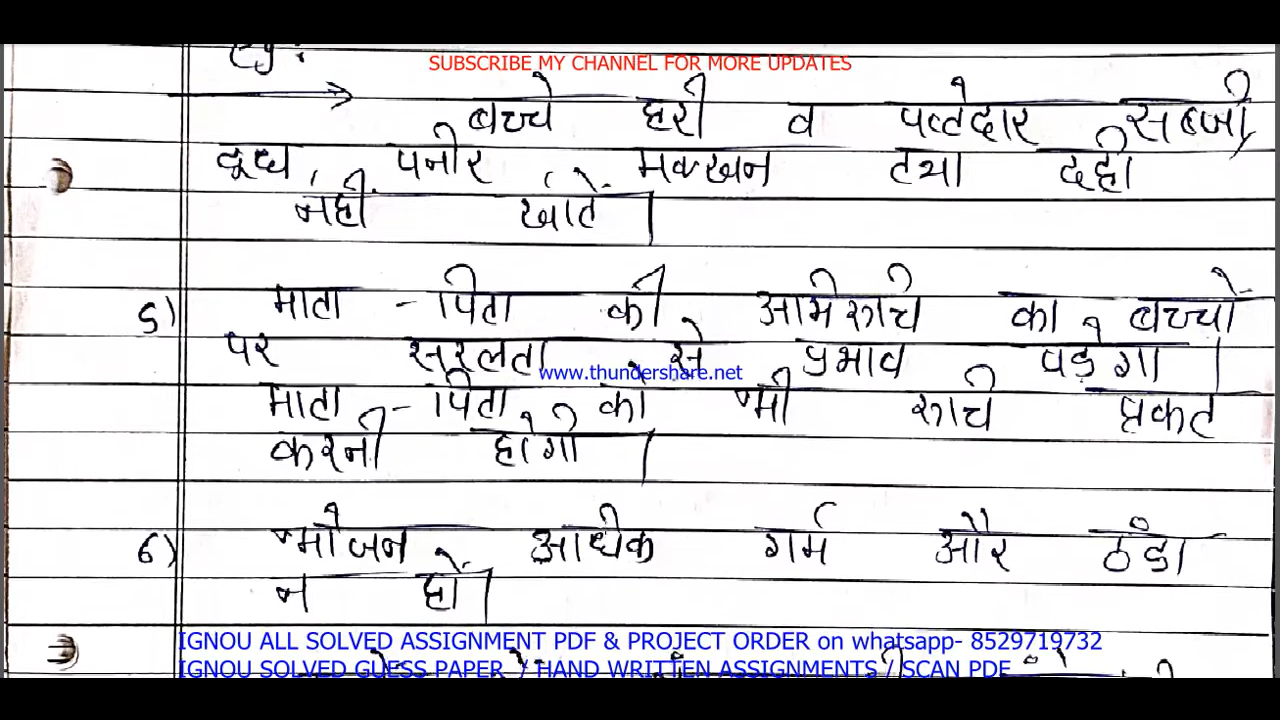 Eg:
SUBSCRIBE MY CHANNEL FOR MORE UPDATES
→ बच्चे हरी व पत्तेदार सब्जी,
दूध, पनीर मक्खन तथा दही
नहीं खाते।
5) माता - पिता की अभिरूचि का बच्चों
पर सरलता से प्रभाव पड़ेगा।
www.thundershare.net
माता - पिता को भी रूचि प्रकट
करनी होगी।
6) भोजन अधिक गर्म और ठंडा
न हो।
IGNOU ALL SOLVED ASSIGNMENT PDF & PROJECT ORDER on whatsapp- 8529719732
IGNOU SOLVED GUESS PAPER / HAND WRITTEN ASSIGNMENTS / SCAN PDF